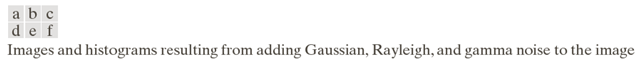 a b c
d e f
Images and histograms resulting from adding Gaussian, Rayleigh, and gamma noise to the image